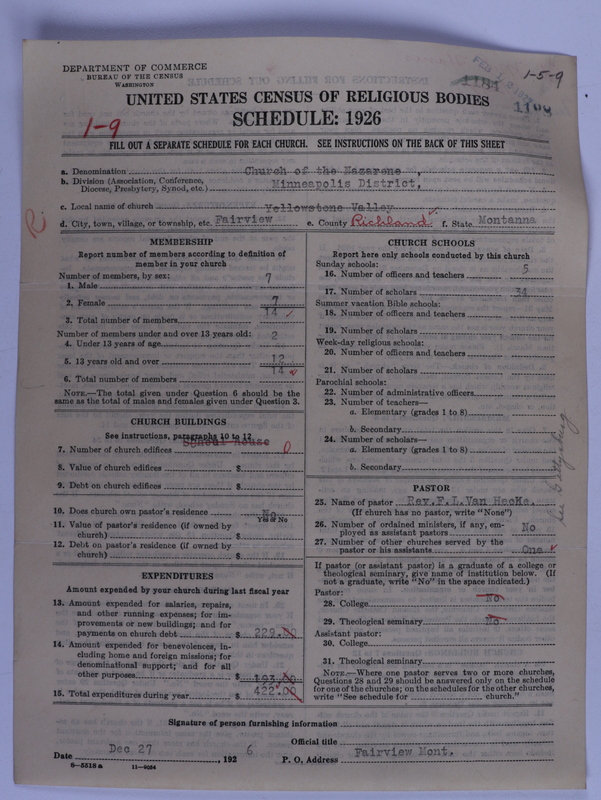 DEPARTMENT OF COMMERCE
BUREAU OF THE CENSUS
WASHINGTON
1184
1-5-9
1198
UNITED STATES CENSUS OF RELIGIOUS BODIES
SCHEDULE: 1926
1-9
FILL OUT A SEPARATE SCHEDULE FOR EACH CHURCH. SEE INSTRUCTIONS ON THE BACK OF THIS SHEET
a. Denomination Church of the Nazarene,
b. Division (Association, Conference, Diocese, Presbytery, Synod, etc.) Minneapolis District,
c. Local name of church Yellowstone Valley
d. City, town, village, or township, etc. Fairview e. County Richland f. State Montanna
MEMBERSHIP
Report number of members according to definition of
member in your church
Number of members, by sex:
1. Male 7
2. Female 7
3. Total number of members 14
Number of members under and over 13 years old:
4. Under 13 years of age 2
5. 13 years old and over 12
6. Total number of members 14
NOTE.—The total given under Question 6 should be
same as the total of males and females given under Question 3.
CHURCH BUILDINGS
See instructions, paragraphs 10 to 12
School house
7. Number of church edifices 0
8. Value of church edifices $
9. Debt on church edifices $
10. Does church own pastor's residence No
Yes or No
11. Value of pastor's residence (if owned by
church) $
12. Debt on pastor's residence (if owned by
church) $
EXPENDITURES
Amount expended by your church during last fiscal year
13. Amount expended for salaries, repairs,
and other running expenses; for im-
provements or new buildings; and for
payments on church debt $ 229.00
14. Amount expended for benevolences, in-
cluding home and foreign missions; for
denominational support; and for all
other purposes $ 193.00
15. Total expenditures during year $ 422.00
CHURCH SCHOOLS
Report here only schools conducted by this church
Sunday schools:
16. Number of officers and teachers 5
17. Number of scholars 34
Summer vacation Bible schools:
18. Number of officers and teachers
19. Number of scholars
Week-day religious schools:
20. Number of officers and teachers
21. Number of scholars
Parochial schools:
22. Number of administrative officers
23. Number of teachers—
a. Elementary (grades 1 to 8)
b. Secondary
24. Number of scholars—
a. Elementary (grades 1 to 8)
b. Secondary
PASTOR
25. Name of pastor Rev. F.L. Van Hacke.
(If church has no pastor, write "None")
26. Number of ordained ministers, if any, em-
ployed as assistant pastors No
27. Number of other churches served by the
pastor or his assistants One
If pastor (or assistant pastor) is a graduate of a college or
theological seminary, give name of institution below. (If
not a graduate, write "No" in the space indicated.)
Pastor:
28. College No
29. Theological seminary No
Assistant pastor:
30. College
31. Theological seminary
NOTE.—Where one pastor serves two or more churches,
Questions 28 and 29 should be answered only on the schedule
for one of the churches; on the schedules for the other churches,
write "See schedule for church."
Signature of person furnishing information
Official title
Date Dec 27, 1926 P. O. Address Fairview Mont.
8-5518 a 11-9034